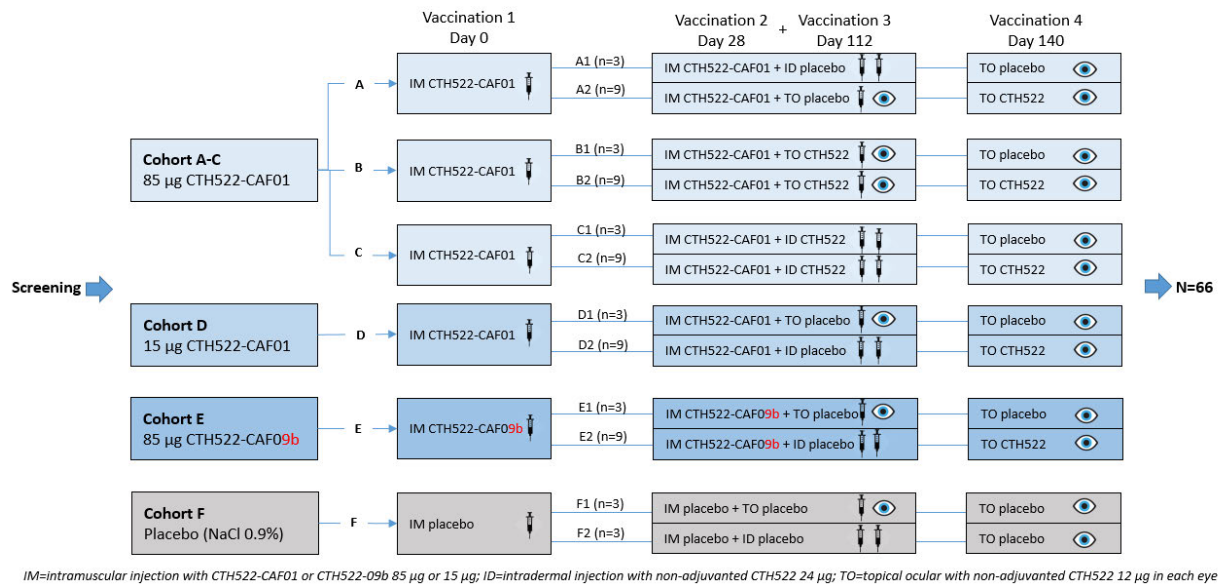 Vaccination 1
Day 0
Vaccination 2 + Vaccination 3
Day 28 Day 112
Vaccination 4
Day 140
Screening
Cohort A-C
85 µg CTH522-CAF01
A
IM CTH522-CAF01
A1 (n=3)
IM CTH522-CAF01 + ID placebo
TO placebo
A2 (n=9)
IM CTH522-CAF01 + TO placebo
TO CTH522
B
IM CTH522-CAF01
B1 (n=3)
IM CTH522-CAF01 + TO CTH522
TO placebo
B2 (n=9)
IM CTH522-CAF01 + TO CTH522
TO CTH522
C
IM CTH522-CAF01
C1 (n=3)
IM CTH522-CAF01 + ID CTH522
TO placebo
C2 (n=9)
IM CTH522-CAF01 + ID CTH522
TO CTH522
Cohort D
15 µg CTH522-CAF01
D
IM CTH522-CAF01
D1 (n=3)
IM CTH522-CAF01 + TO placebo
TO placebo
D2 (n=9)
IM CTH522-CAF01 + ID placebo
TO CTH522
Cohort E
85 µg CTH522-CAF09b
E
IM CTH522-CAF09b
E1 (n=3)
IM CTH522-CAF09b + TO placebo
TO placebo
E2 (n=9)
IM CTH522-CAF09b + ID placebo
TO CTH522
Cohort F
Placebo (NaCl 0.9%)
F
IM placebo
F1 (n=3)
IM placebo + TO placebo
TO placebo
F2 (n=3)
IM placebo + ID placebo
TO placebo
N=66
IM=intramuscular injection with CTH522-CAF01 or CTH522-09b 85 µg or 15 µg; ID=intradermal injection with non-adjuvanted CTH522 24 µg; TO=topical ocular with non-adjuvanted CTH522 12 µg in each eye